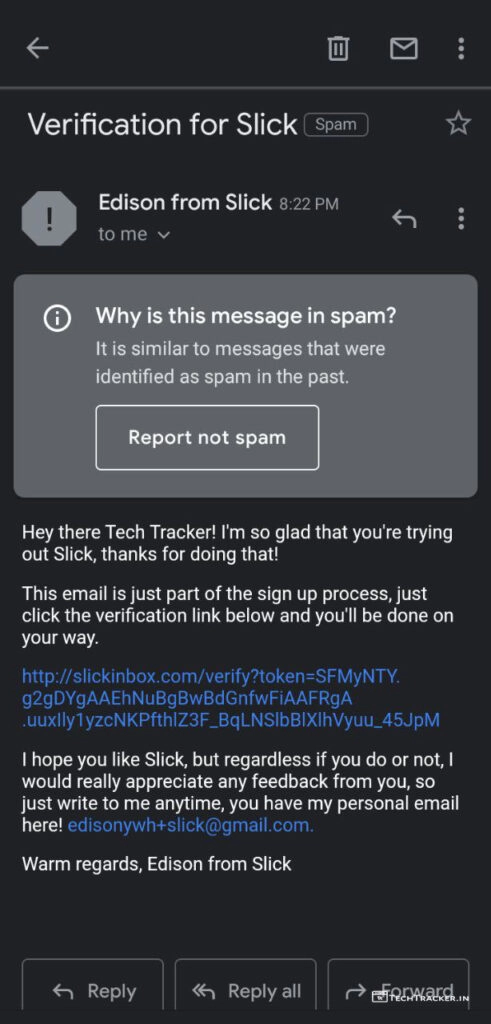 Verification for Slick Spam
Edison from Slick 8:22 PM
to me
Why is this message in spam?
It is similar to messages that were
identified as spam in the past.
Report not spam
Hey there Tech Tracker! I'm so glad that you're trying
out Slick, thanks for doing that!
This email is just part of the sign up process, just
click the verification link below and you'll be done on
your way.
http://slickinbox.com/verify?token=SFMyNTY.
g2gDYgAAEhNuBgBwBdGnfwFiAAFRgA
.uuxIly1yzcNKPfthlZ3F_BqLNSlbBlXlhVyuu_45JpM
I hope you like Slick, but regardless if you do or not, I
would really appreciate any feedback from you, so
just write to me anytime, you have my personal email
here! edisonywh+slick@gmail.com.
Warm regards, Edison from Slick
Reply Reply all Forward
TECHTRACKER.IN